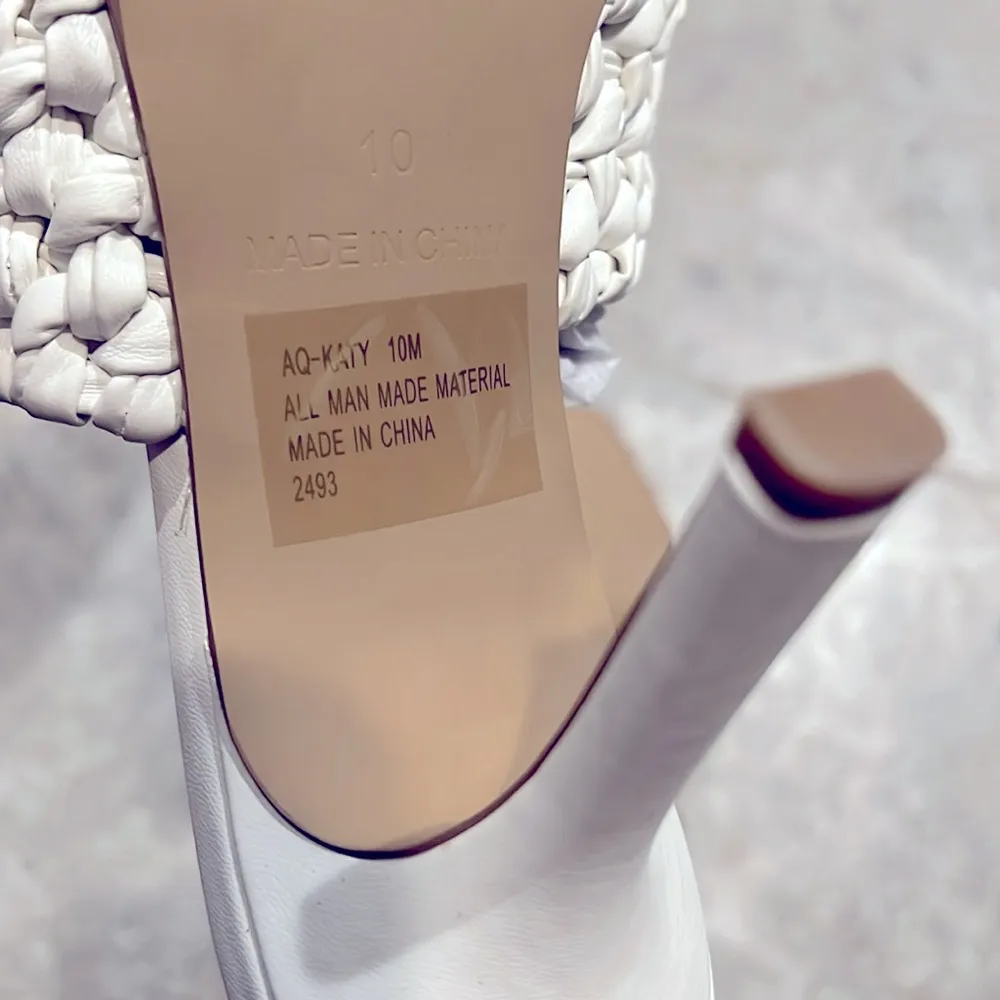 10
MADE IN CHINA
AQ-KATY 10M
ALL MAN MADE MATERIAL
MADE IN CHINA
2493